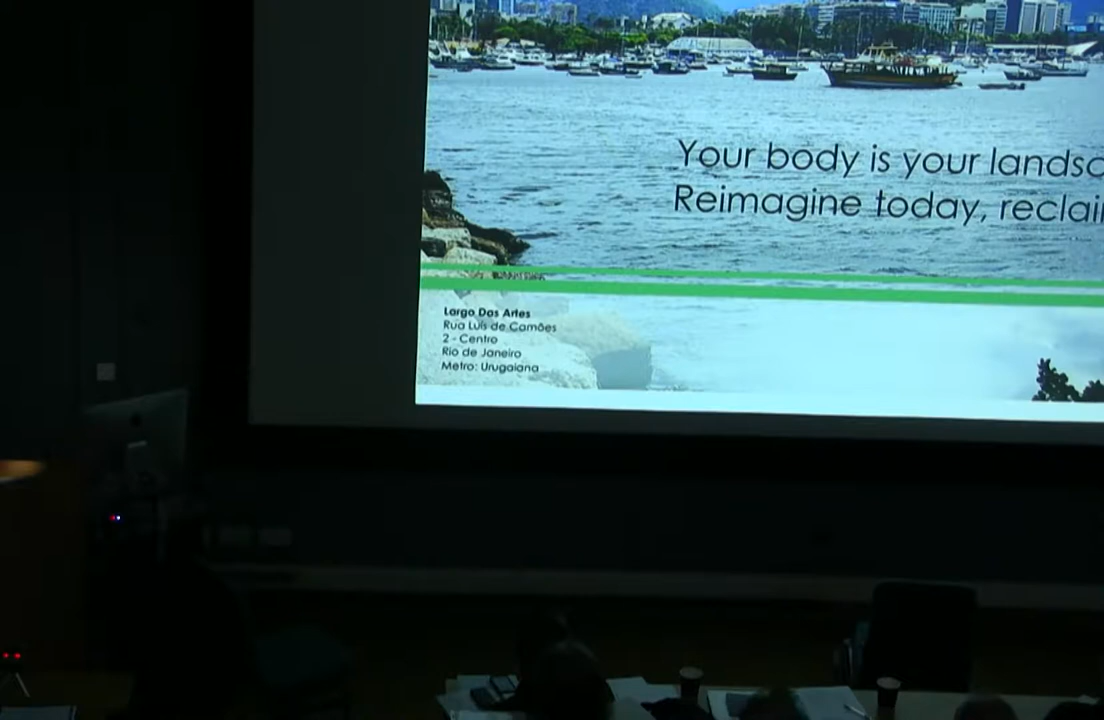 Your body is your landsc
Reimagine today, reclai
Largo Das Artes
Rua Luís de Camões
2 - Centro
Rio de Janeiro
Metro: Urugaiana